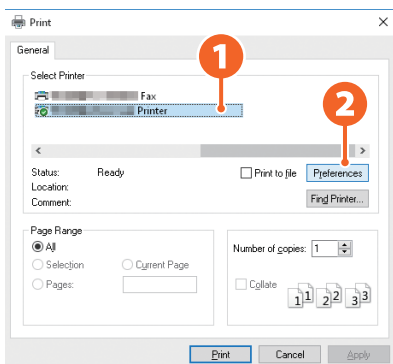 Print
General
1
Select Printer
Fax
Printer
2
Status: Ready
Print to file
Preferences
Location:
Comment:
Find Printer...
Page Range
All
Selection
Current Page
Pages:
Number of copies: 1
Collate
1 1 2 2 3 3
Print
Cancel
Apply